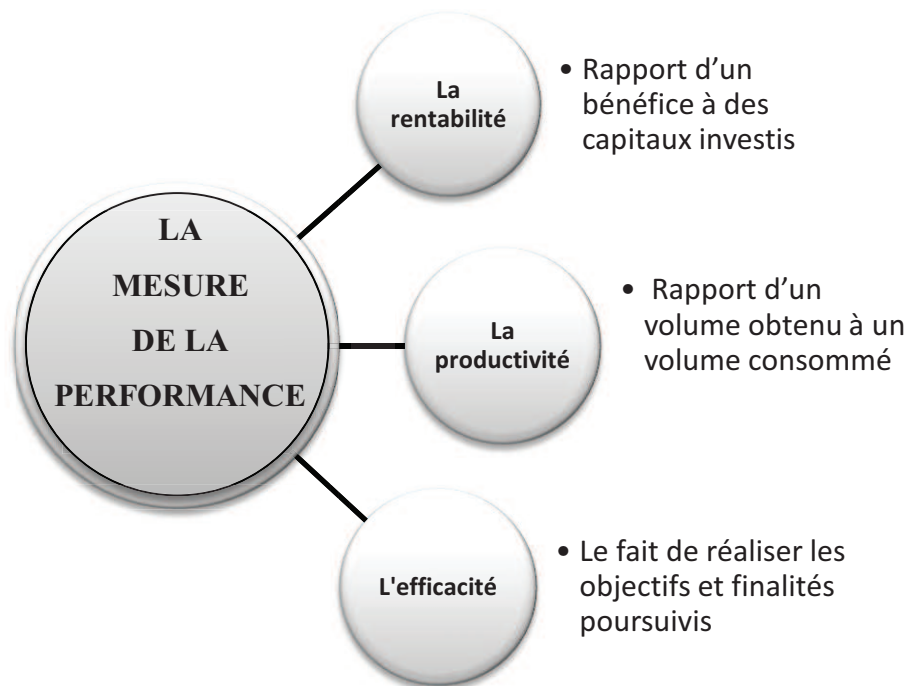 LA
MESURE
DE LA
PERFORMANCE
La
rentabilité
• Rapport d’un
bénéfice à des
capitaux investis
La
productivité
• Rapport d’un
volume obtenu à un
volume consommé
L'efficacité
• Le fait de réaliser les
objectifs et finalités
poursuivis